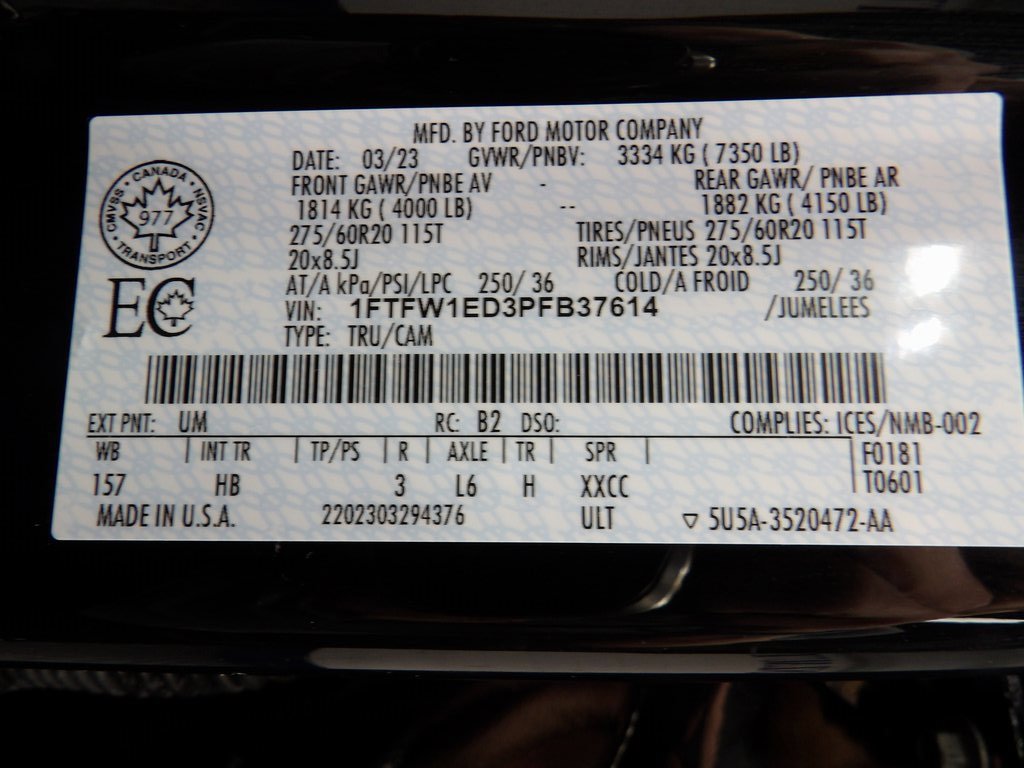 MFD. BY FORD MOTOR COMPANY
DATE: 03/23 GVWR/PNBV: 3334 KG ( 7350 LB)
FRONT GAWR/PNBE AV - REAR GAWR/ PNBE AR
1814 KG ( 4000 LB) -- 1882 KG ( 4150 LB)
275/60R20 115T TIRES/PNEUS 275/60R20 115T
20x8.5J RIMS/JANTES 20x8.5J
AT/A kPa/PSI/LPC 250/ 36 COLD/A FROID 250/ 36
VIN: 1FTFW1ED3PFB37614 /JUMELEES
TYPE: TRU/CAM
CANADA
CMVSS NSVAC
977
TRANSPORT
EC
EXT PNT: UM RC: B2 DSO: COMPLIES: ICES/NMB-002
WB | INT TR | TP/PS | R | AXLE | TR | SPR | F0181
157 HB 3 L6 H XXCC T0601
MADE IN U.S.A. 2202303294376 ULT ▽ 5U5A-3520472-AA